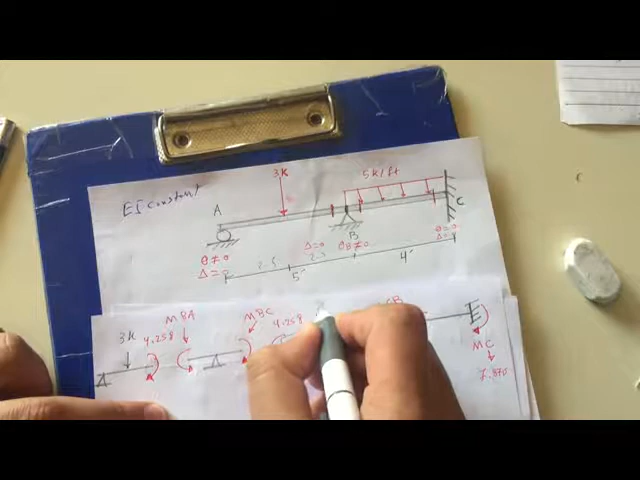 EI constant
3K
5 k/ft
A
B
C
θ≠0
Δ=0
Δ=0
θB≠0
θ=0
Δ=0
2.5
2.5
5'
4'
MBA
MBC
CB
3K
4.258
4.258
MC
7.870